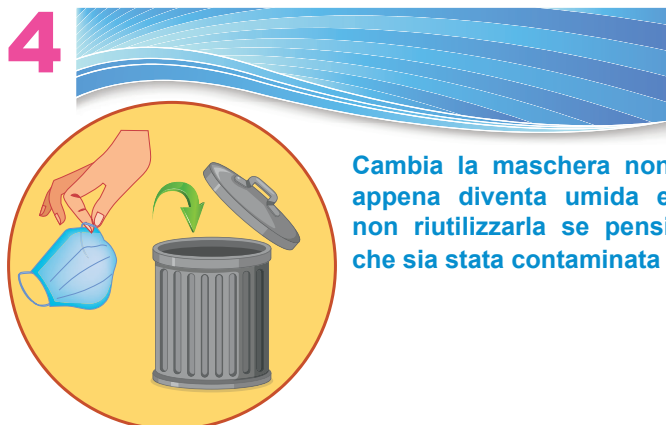 4
Cambia la maschera non
appena diventa umida e
non riutilizzarla se pensi
che sia stata contaminata